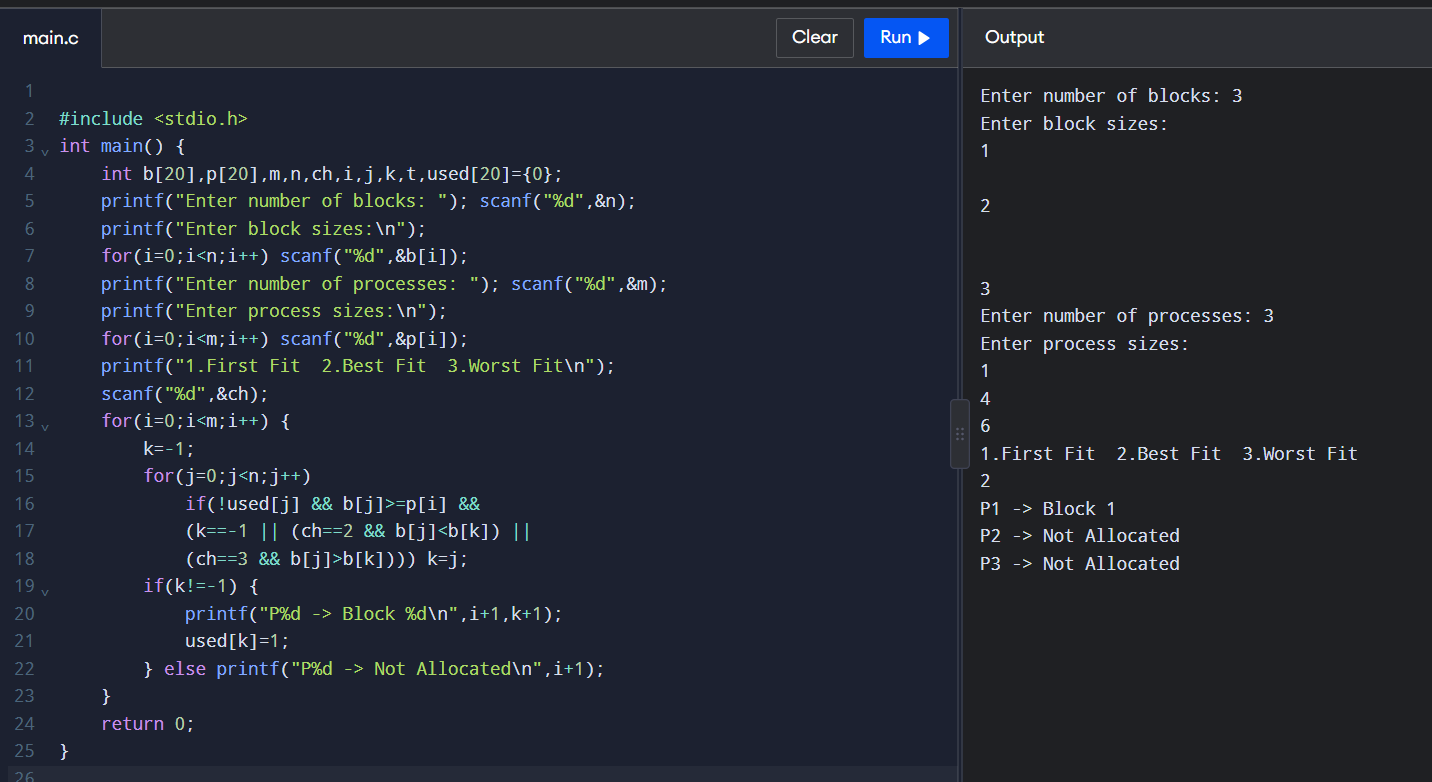 main.c
Clear
Run
Output
1
2 #include <stdio.h>
3 int main() {
4     int b[20],p[20],m,n,ch,i,j,k,t,used[20]={0};
5     printf("Enter number of blocks: "); scanf("%d",&n);
6     printf("Enter block sizes:\n");
7     for(i=0;i<n;i++) scanf("%d",&b[i]);
8     printf("Enter number of processes: "); scanf("%d",&m);
9     printf("Enter process sizes:\n");
10     for(i=0;i<m;i++) scanf("%d",&p[i]);
11     printf("1.First Fit  2.Best Fit  3.Worst Fit\n");
12     scanf("%d",&ch);
13     for(i=0;i<m;i++) {
14         k=-1;
15         for(j=0;j<n;j++)
16             if(!used[j] && b[j]>=p[i] &&
17             (k==-1 || (ch==2 && b[j]<b[k]) ||
18             (ch==3 && b[j]>b[k]))) k=j;
19         if(k!=-1) {
20             printf("P%d -> Block %d\n",i+1,k+1);
21             used[k]=1;
22         } else printf("P%d -> Not Allocated\n",i+1);
23     }
24     return 0;
25 }
26
Enter number of blocks: 3
Enter block sizes:
1
2
3
Enter number of processes: 3
Enter process sizes:
1
4
6
1.First Fit  2.Best Fit  3.Worst Fit
2
P1 -> Block 1
P2 -> Not Allocated
P3 -> Not Allocated